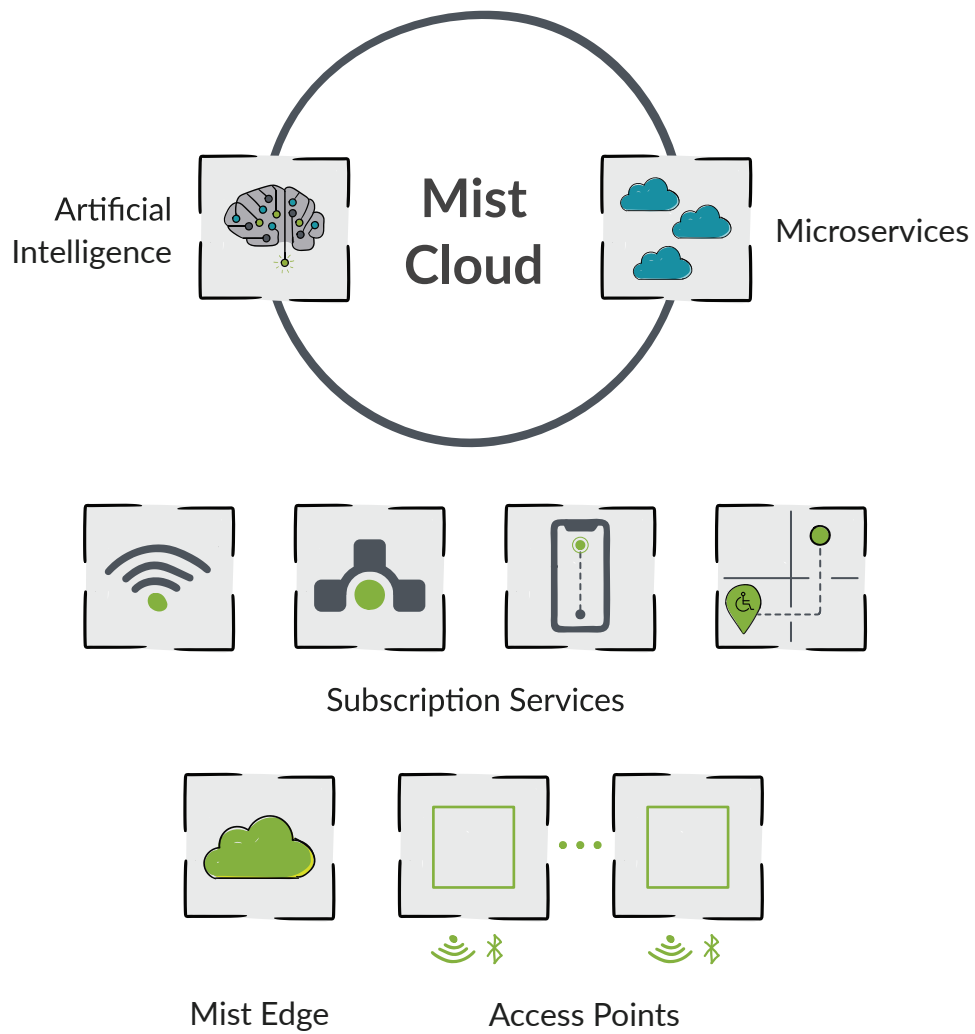 Artificial
Intelligence
Mist
Cloud
Microservices
Subscription Services
Mist Edge
Access Points